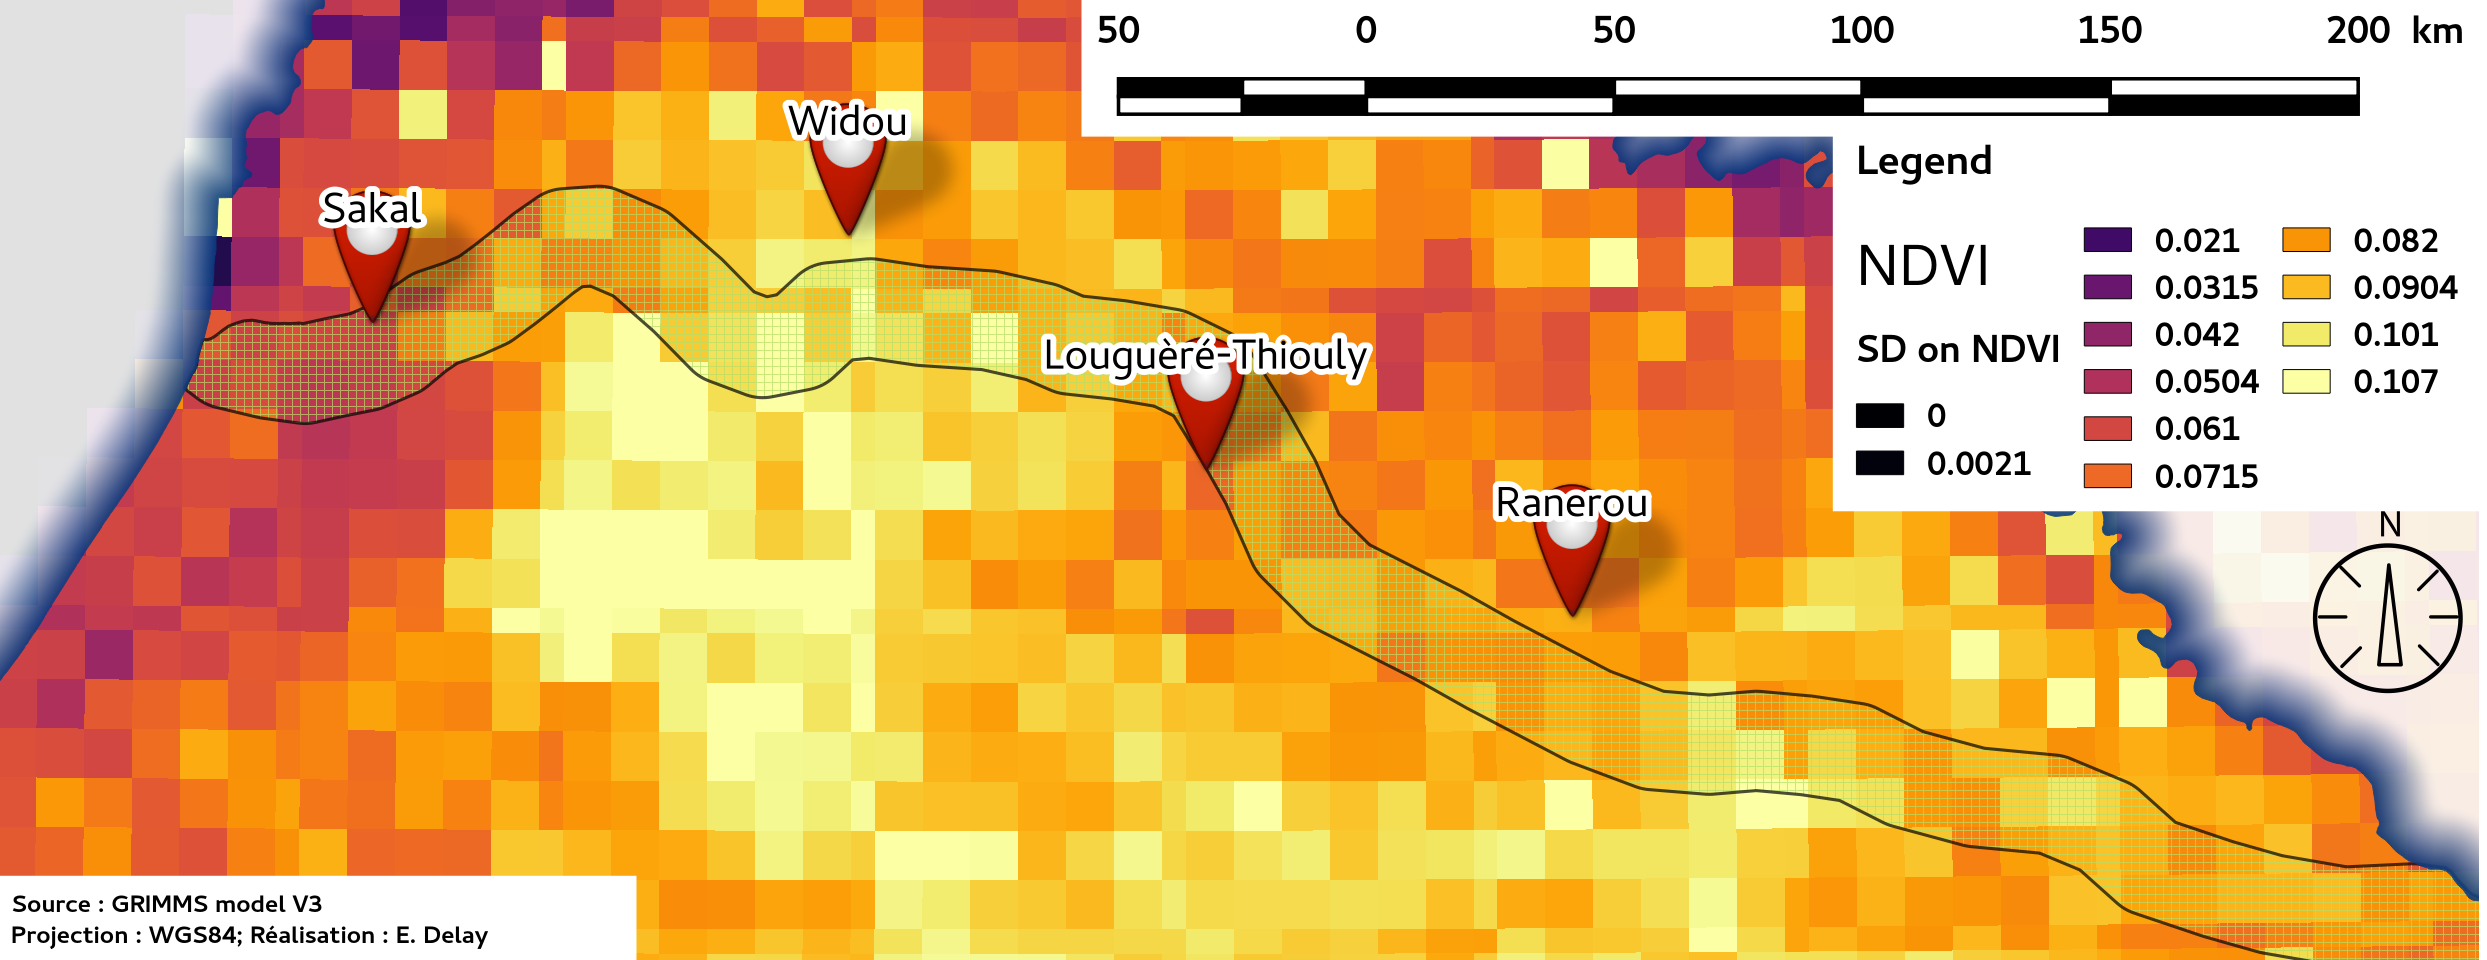 50 0 50 100 150 200 km
Widou
Sakal
Louguèré-Thiouly
Ranerou
Legend
NDVI
SD on NDVI
0
0.0021
0.021
0.0315
0.042
0.0504
0.061
0.0715
0.082
0.0904
0.101
0.107
N
Source : GRIMMS model V3
Projection : WGS84; Réalisation : E. Delay